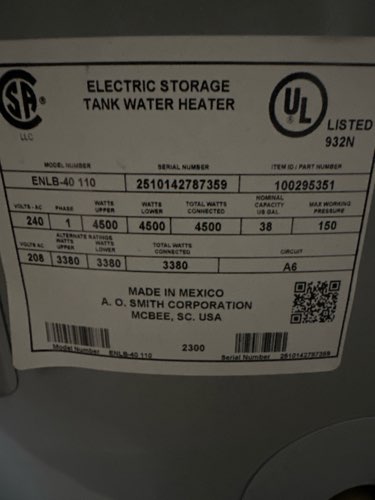 SA
®
LLC
ELECTRIC STORAGE
TANK WATER HEATER
UL
®
LISTED
932N
MODEL NUMBER SERIAL NUMBER ITEM ID / PART NUMBER
ENLB-40 110 2510142787359 100295351
VOLTS - AC PHASE WATTS UPPER WATTS LOWER TOTAL WATTS CONNECTED NOMINAL CAPACITY US GAL MAX WORKING PRESSURE
240 1 4500 4500 4500 38 150
VOLTS AC ALTERNATE RATINGS WATTS UPPER WATTS LOWER TOTAL WATTS CONNECTED CIRCUIT
208 3380 3380 3380 A6
MADE IN MEXICO
A. O. SMITH CORPORATION
MCBEE, SC. USA
2300
Model Number ENLB-40 110 Serial Number 2510142787359